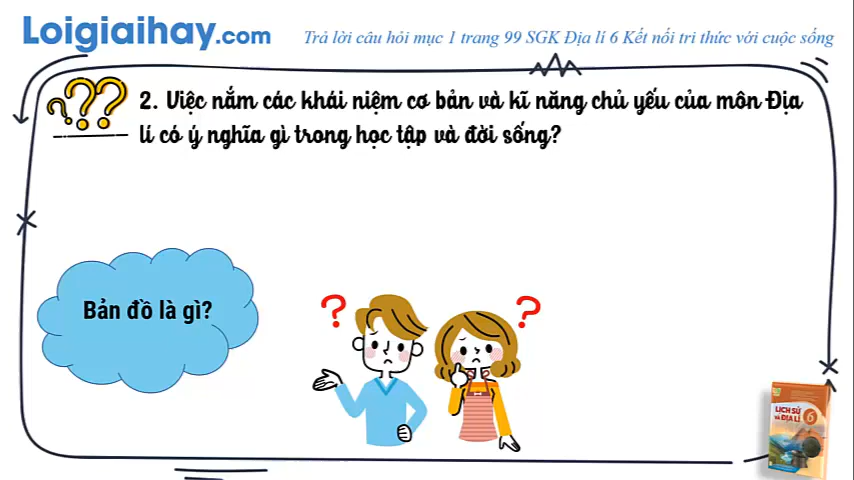 Loigiaihay.com
Trả lời câu hỏi mục 1 trang 99 SGK Địa lí 6 Kết nối tri thức với cuộc sống
???
2. Việc nắm các khái niệm cơ bản và kĩ năng chủ yếu của môn Địa
lí có ý nghĩa gì trong học tập và đời sống?
Bản đồ là gì?
? ?
LỊCH SỬ
VÀ ĐỊA LÍ 6